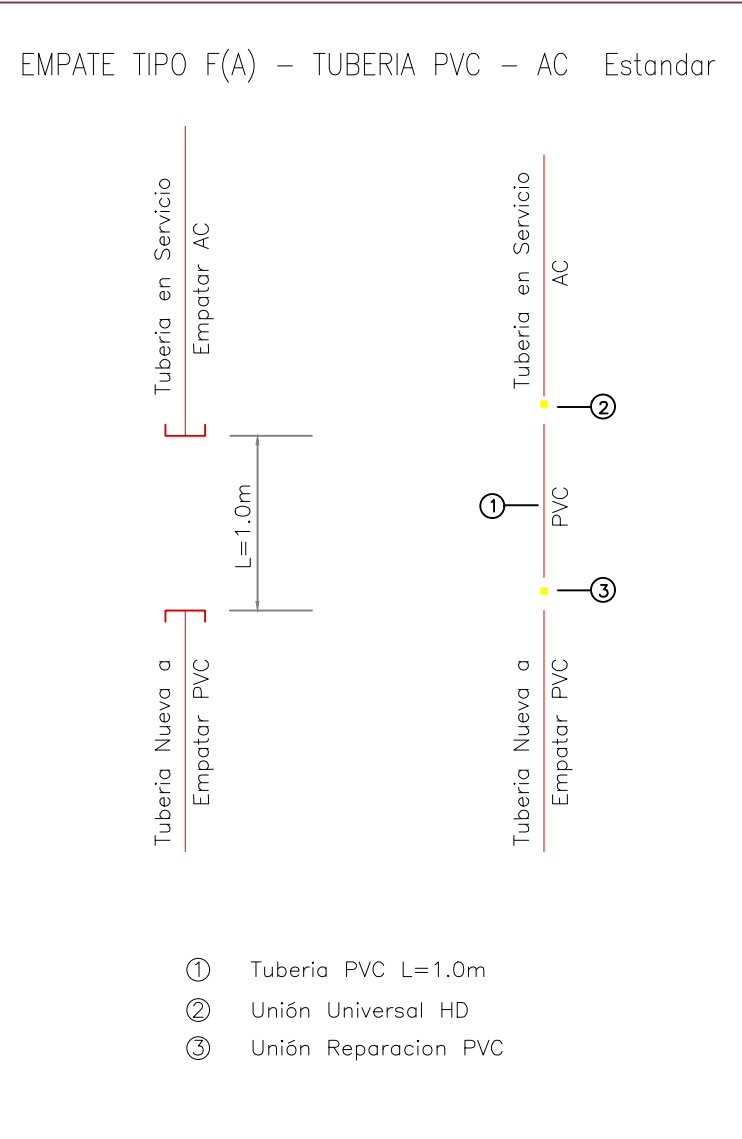 EMPATE TIPO F(A) – TUBERIA PVC – AC Estandar
Tuberia en Servicio
Empatar AC
L=1.0m
Tuberia Nueva a
Empatar PVC
Tuberia en Servicio
AC
2
1
PVC
3
Tuberia Nueva a
Empatar PVC
1 Tuberia PVC L=1.0m
2 Unión Universal HD
3 Unión Reparacion PVC